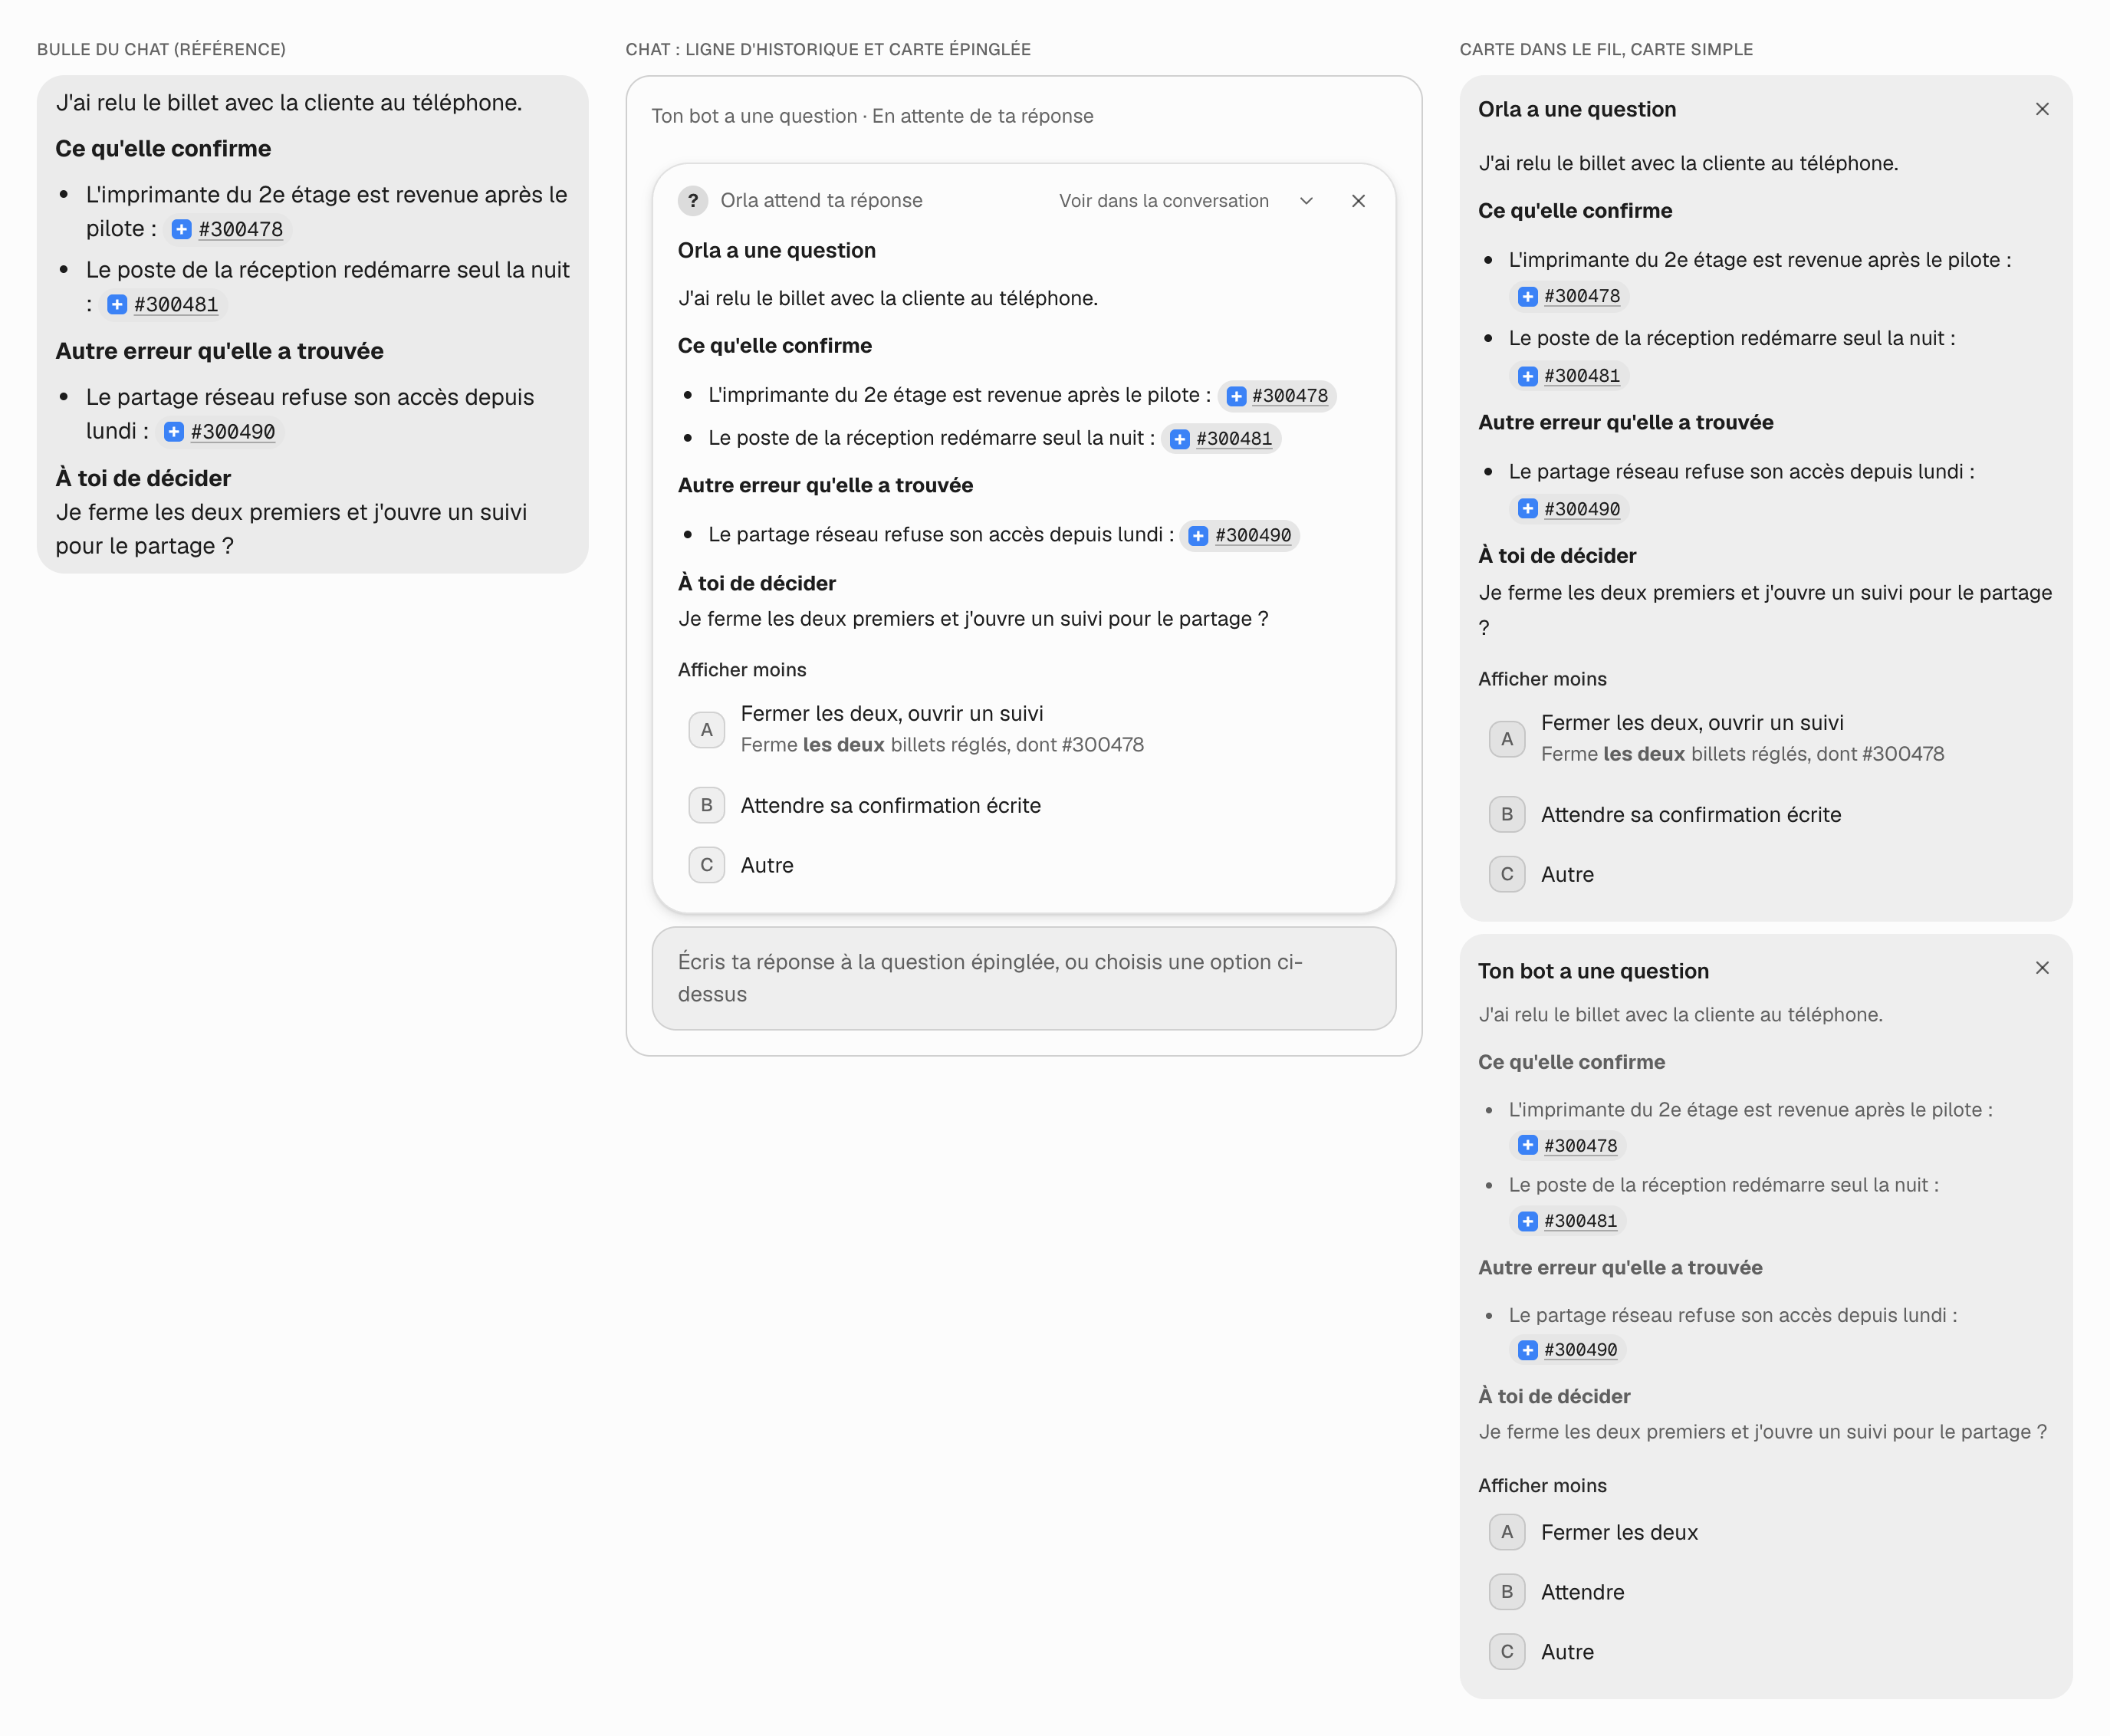 BULLE DU CHAT (RÉFÉRENCE)
J'ai relu le billet avec la cliente au téléphone.
Ce qu'elle confirme
• L'imprimante du 2e étage est revenue après le
pilote : #300478
• Le poste de la réception redémarre seul la nuit
: #300481
Autre erreur qu'elle a trouvée
• Le partage réseau refuse son accès depuis
lundi : #300490
À toi de décider
Je ferme les deux premiers et j'ouvre un suivi
pour le partage ?
CHAT : LIGNE D'HISTORIQUE ET CARTE ÉPINGLÉE
Ton bot a une question · En attente de ta réponse
? Orla attend ta réponse Voir dans la conversation
Orla a une question
J'ai relu le billet avec la cliente au téléphone.
Ce qu'elle confirme
• L'imprimante du 2e étage est revenue après le pilote : #300478
• Le poste de la réception redémarre seul la nuit : #300481
Autre erreur qu'elle a trouvée
• Le partage réseau refuse son accès depuis lundi : #300490
À toi de décider
Je ferme les deux premiers et j'ouvre un suivi pour le partage ?
Afficher moins
A Fermer les deux, ouvrir un suivi
Ferme les deux billets réglés, dont #300478
B Attendre sa confirmation écrite
C Autre
Écris ta réponse à la question épinglée, ou choisis une option ci-
dessus
CARTE DANS LE FIL, CARTE SIMPLE
Orla a une question
J'ai relu le billet avec la cliente au téléphone.
Ce qu'elle confirme
• L'imprimante du 2e étage est revenue après le pilote :
#300478
• Le poste de la réception redémarre seul la nuit :
#300481
Autre erreur qu'elle a trouvée
• Le partage réseau refuse son accès depuis lundi :
#300490
À toi de décider
Je ferme les deux premiers et j'ouvre un suivi pour le partage
?
Afficher moins
A Fermer les deux, ouvrir un suivi
Ferme les deux billets réglés, dont #300478
B Attendre sa confirmation écrite
C Autre
Ton bot a une question
J'ai relu le billet avec la cliente au téléphone.
Ce qu'elle confirme
• L'imprimante du 2e étage est revenue après le pilote :
#300478
• Le poste de la réception redémarre seul la nuit :
#300481
Autre erreur qu'elle a trouvée
• Le partage réseau refuse son accès depuis lundi :
#300490
À toi de décider
Je ferme les deux premiers et j'ouvre un suivi pour le partage ?
Afficher moins
A Fermer les deux
B Attendre
C Autre